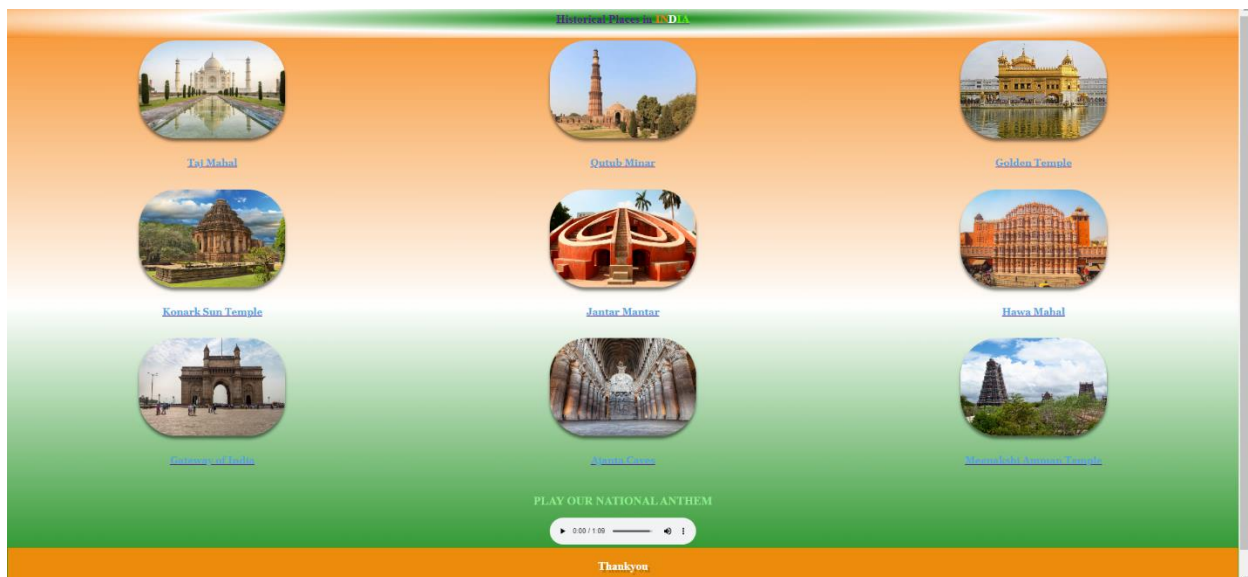 Historical Places in INDIA
Taj Mahal
Qutub Minar
Golden Temple
Konark Sun Temple
Jantar Mantar
Hawa Mahal
Gateway of India
Ajanta Caves
Meenakshi Amman Temple
PLAY OUR NATIONAL ANTHEM
0:00 / 1:09
Thankyou